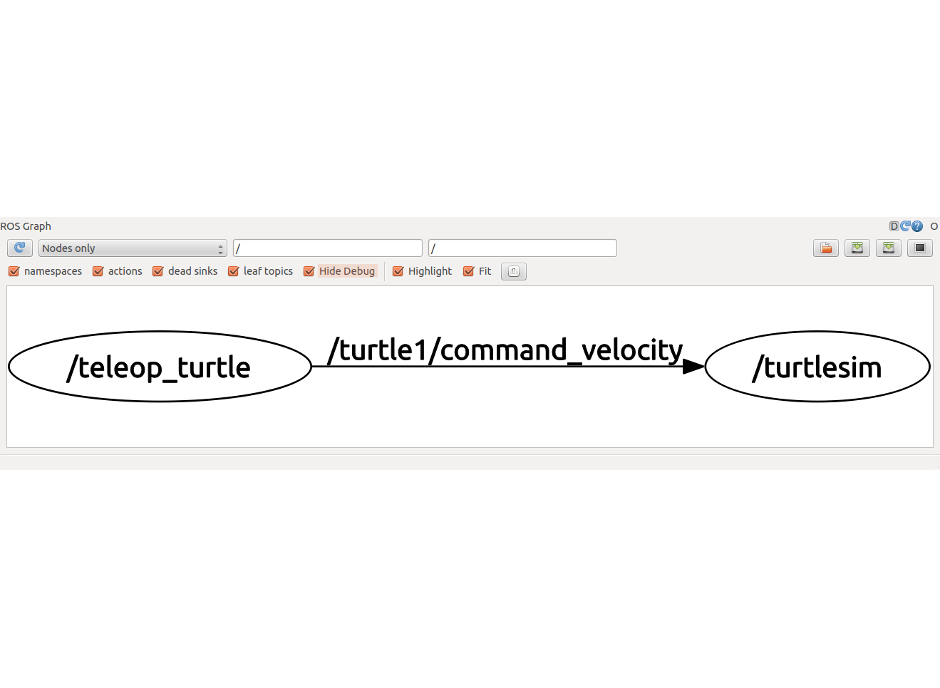 ROS Graph D ? O
Nodes only / /
namespaces actions dead sinks leaf topics Hide Debug Highlight Fit
/teleop_turtle /turtle1/command_velocity /turtlesim